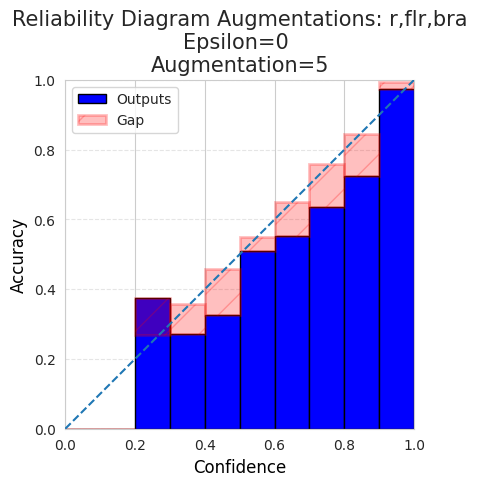 Reliability Diagram Augmentations: r,flr,bra
Epsilon=0
Augmentation=5
1.0
Outputs
Gap
0.8
0.6
Accuracy
0.4
0.2
0.0
0.0 0.2 0.4 0.6 0.8 1.0
Confidence